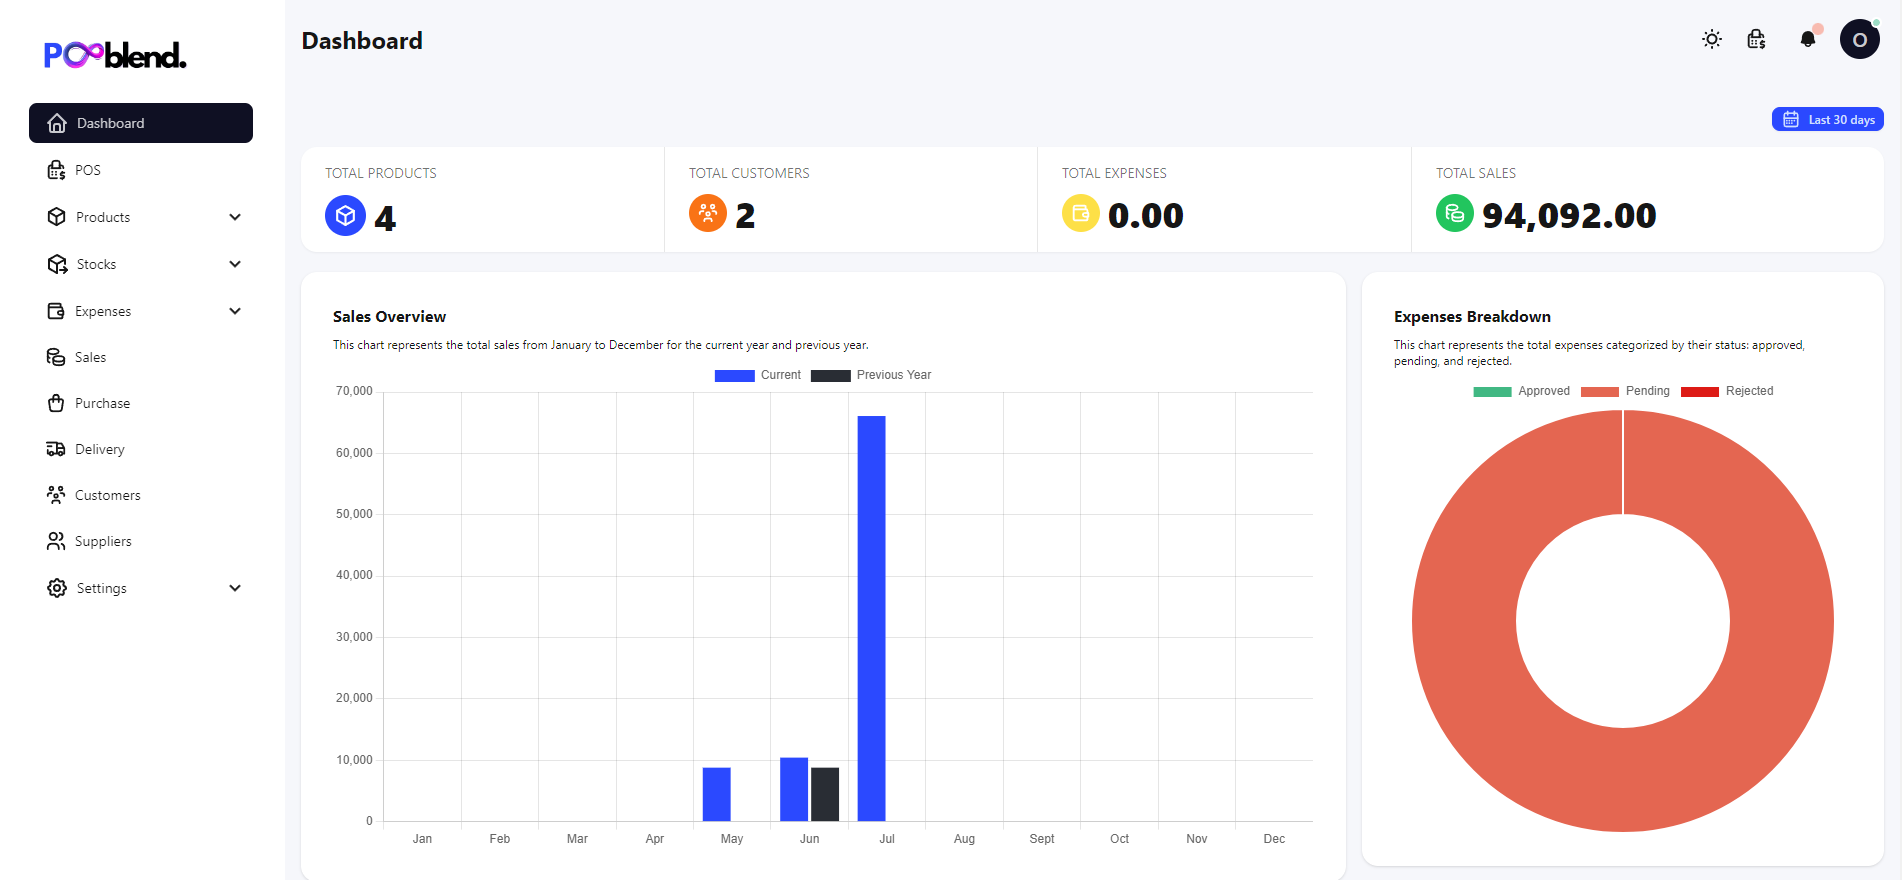 POSblend.
Dashboard
POS
Products
Stocks
Expenses
Sales
Purchase
Delivery
Customers
Suppliers
Settings
Dashboard
O
Last 30 days
TOTAL PRODUCTS
4
TOTAL CUSTOMERS
2
TOTAL EXPENSES
0.00
TOTAL SALES
94,092.00
Sales Overview
This chart represents the total sales from January to December for the current year and previous year.
Current Previous Year
70,000
60,000
50,000
40,000
30,000
20,000
10,000
0
Jan Feb Mar Apr May Jun Jul Aug Sept Oct Nov Dec
Expenses Breakdown
This chart represents the total expenses categorized by their status: approved,
pending, and rejected.
Approved Pending Rejected